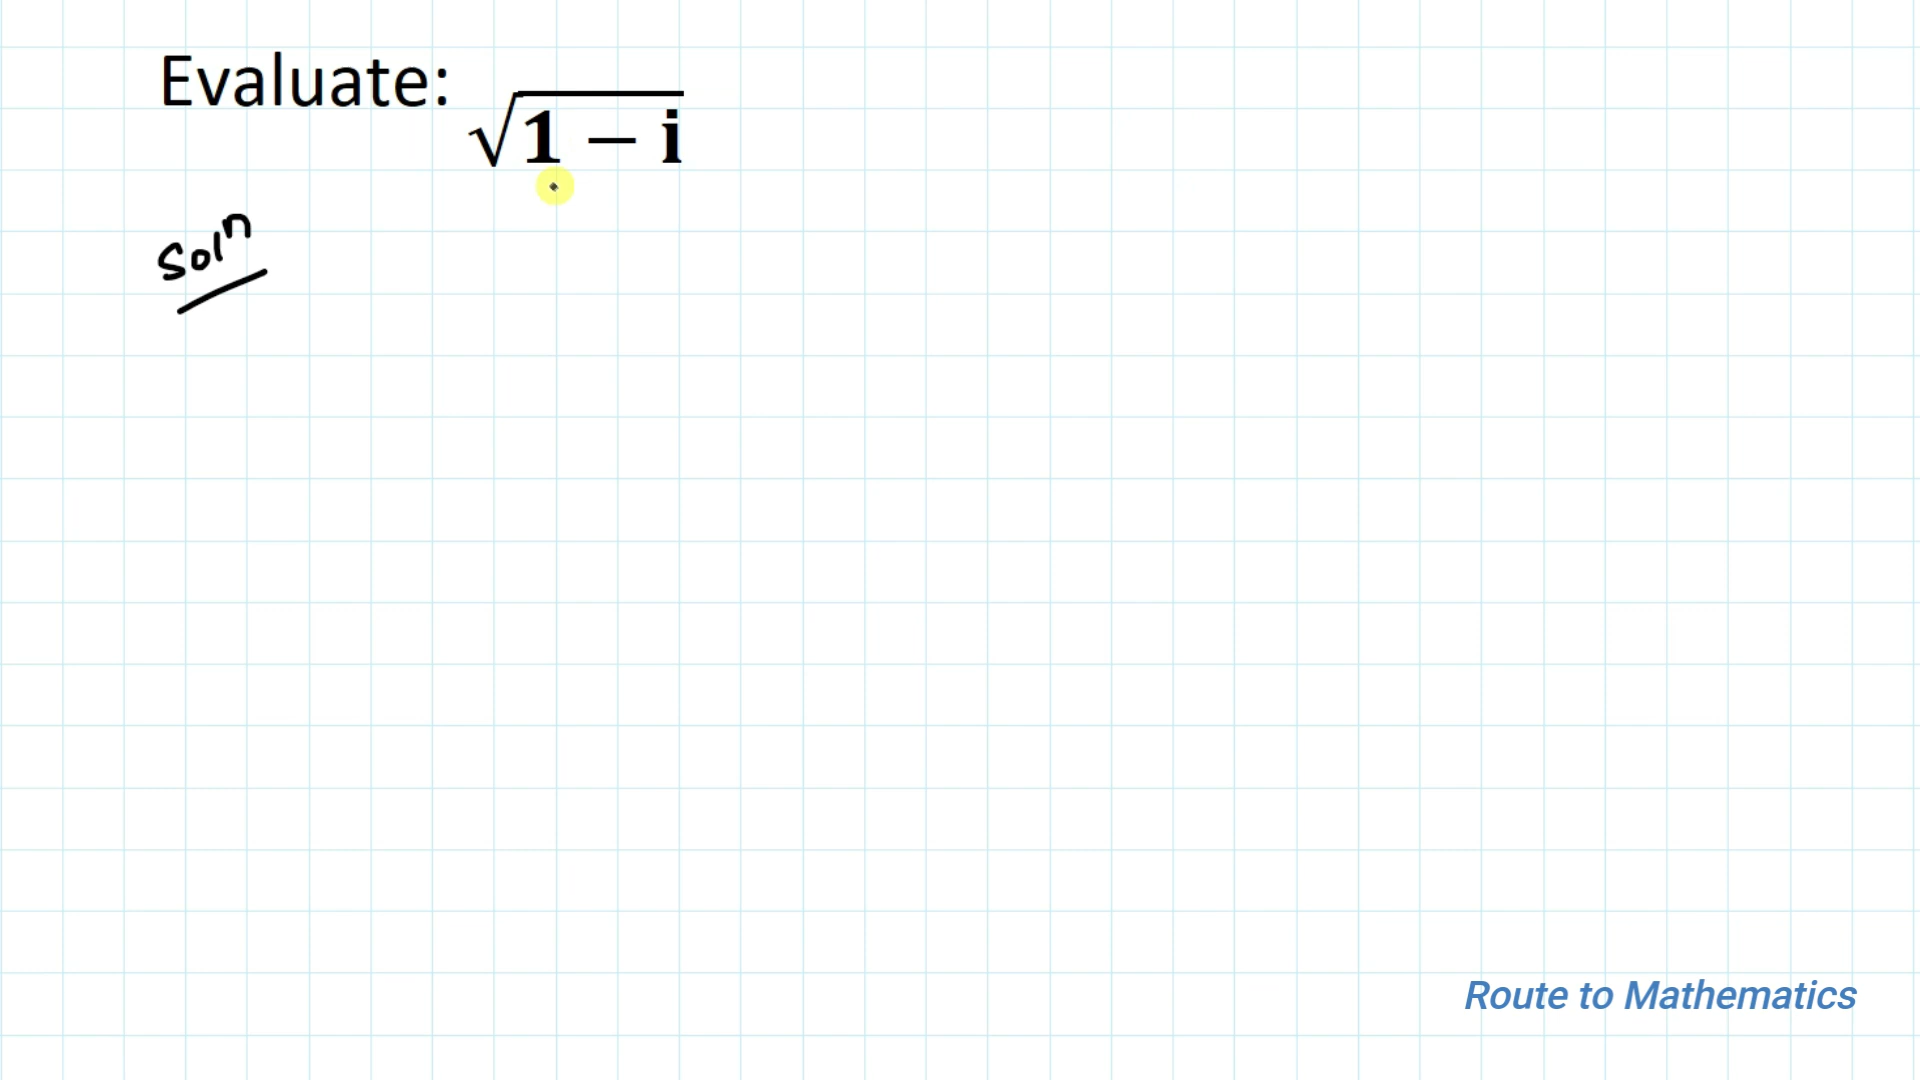 Evaluate: √1 − i
Solⁿ
Route to Mathematics